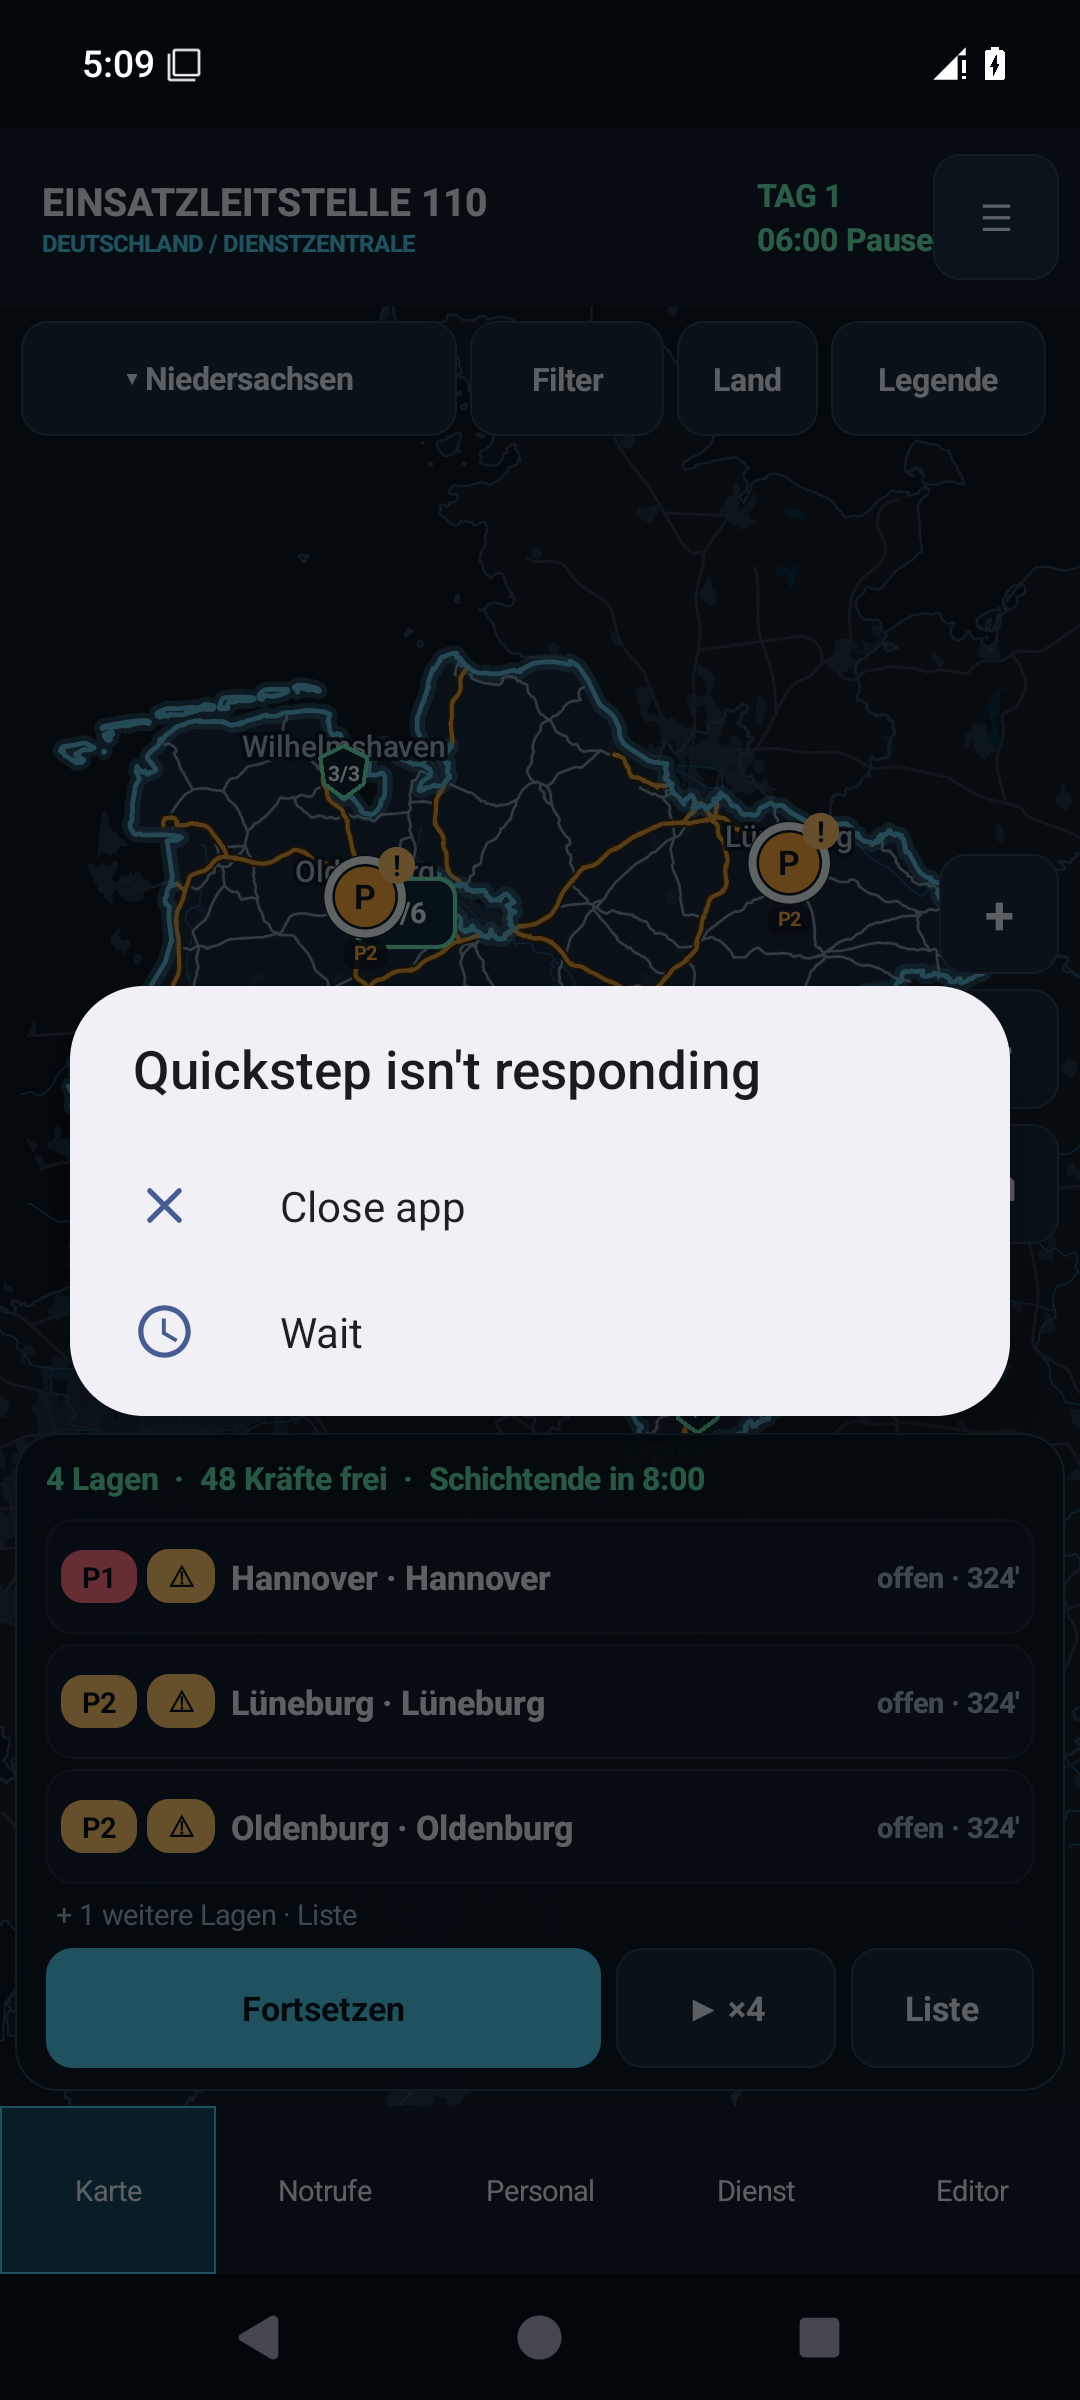 5:09
EINSATZLEITSTELLE 110
DEUTSCHLAND / DIENSTZENTRALE
TAG 1
06:00 Pause
▾ Niedersachsen
Filter
Land
Legende
Wilhelmshaven
3/3
P
!
/6
P2
P
!
P2
+
Quickstep isn't responding
Close app
Wait
4 Lagen · 48 Kräfte frei · Schichtende in 8:00
P1 ⚠ Hannover · Hannover offen · 324'
P2 ⚠ Lüneburg · Lüneburg offen · 324'
P2 ⚠ Oldenburg · Oldenburg offen · 324'
+ 1 weitere Lagen · Liste
Fortsetzen
► ×4
Liste
Karte
Notrufe
Personal
Dienst
Editor